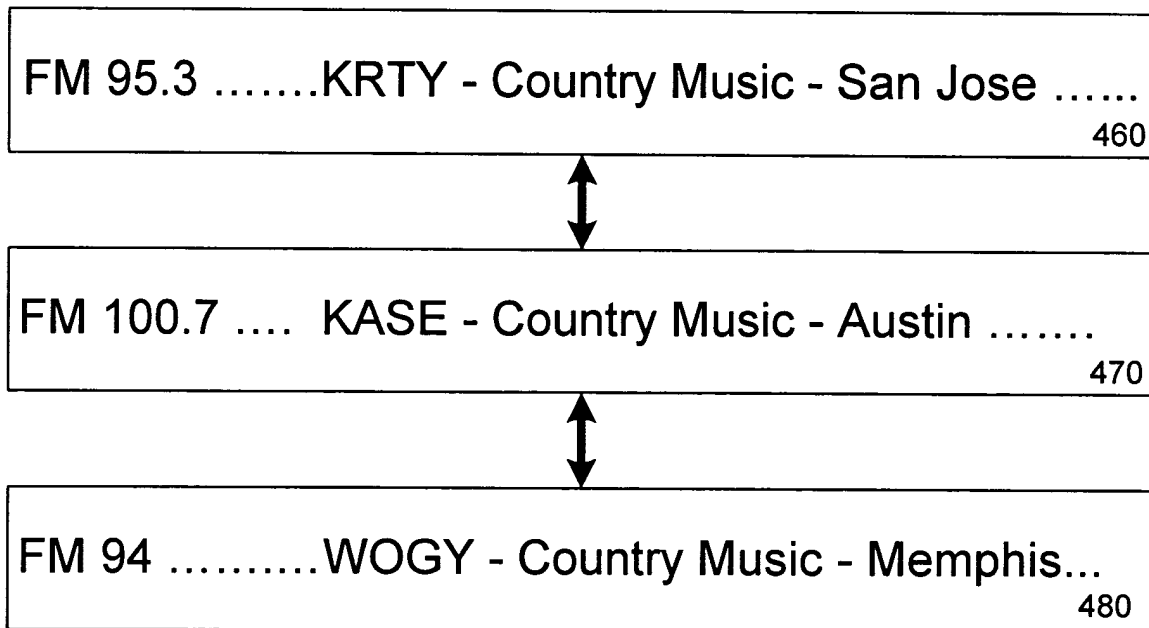 FM 95.3 .......KRTY - Country Music - San Jose ......
460
FM 100.7 .... KASE - Country Music - Austin .......
470
FM 94 ..........WOGY - Country Music - Memphis...
480